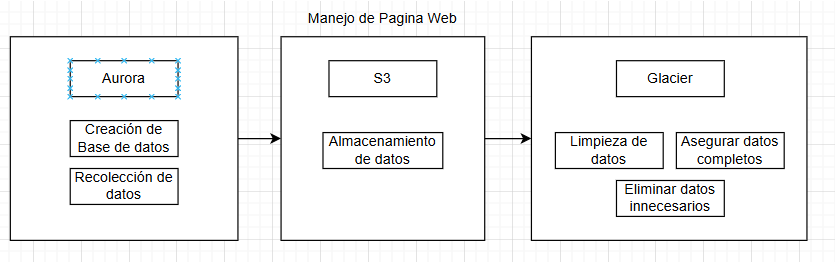 Manejo de Pagina Web
Aurora
Creación de
Base de datos
Recolección de
datos
S3
Almacenamiento
de datos
Glacier
Limpieza de
datos
Asegurar datos
completos
Eliminar datos
innecesarios